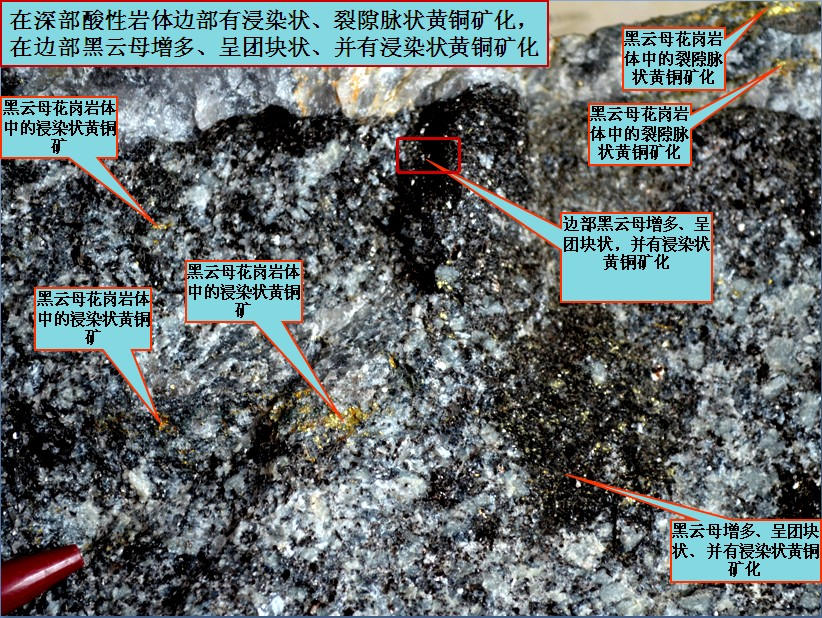 在深部酸性岩体边部有浸染状、裂隙脉状黄铜矿化，
在边部黑云母增多、呈团块状、并有浸染状黄铜矿化
黑云母花岗岩
体中的裂隙脉
状黄铜矿化
黑云母花岗岩体
中的浸染状黄铜
矿
黑云母花岗岩
体中的裂隙脉
状黄铜矿化
边部黑云母增多、呈
团块状，并有浸染状
黄铜矿化
黑云母花岗岩体
中的浸染状黄铜
矿
黑云母花岗岩体
中的浸染状黄铜
矿
黑云母增多、呈团块
状、并有浸染状黄铜
矿化